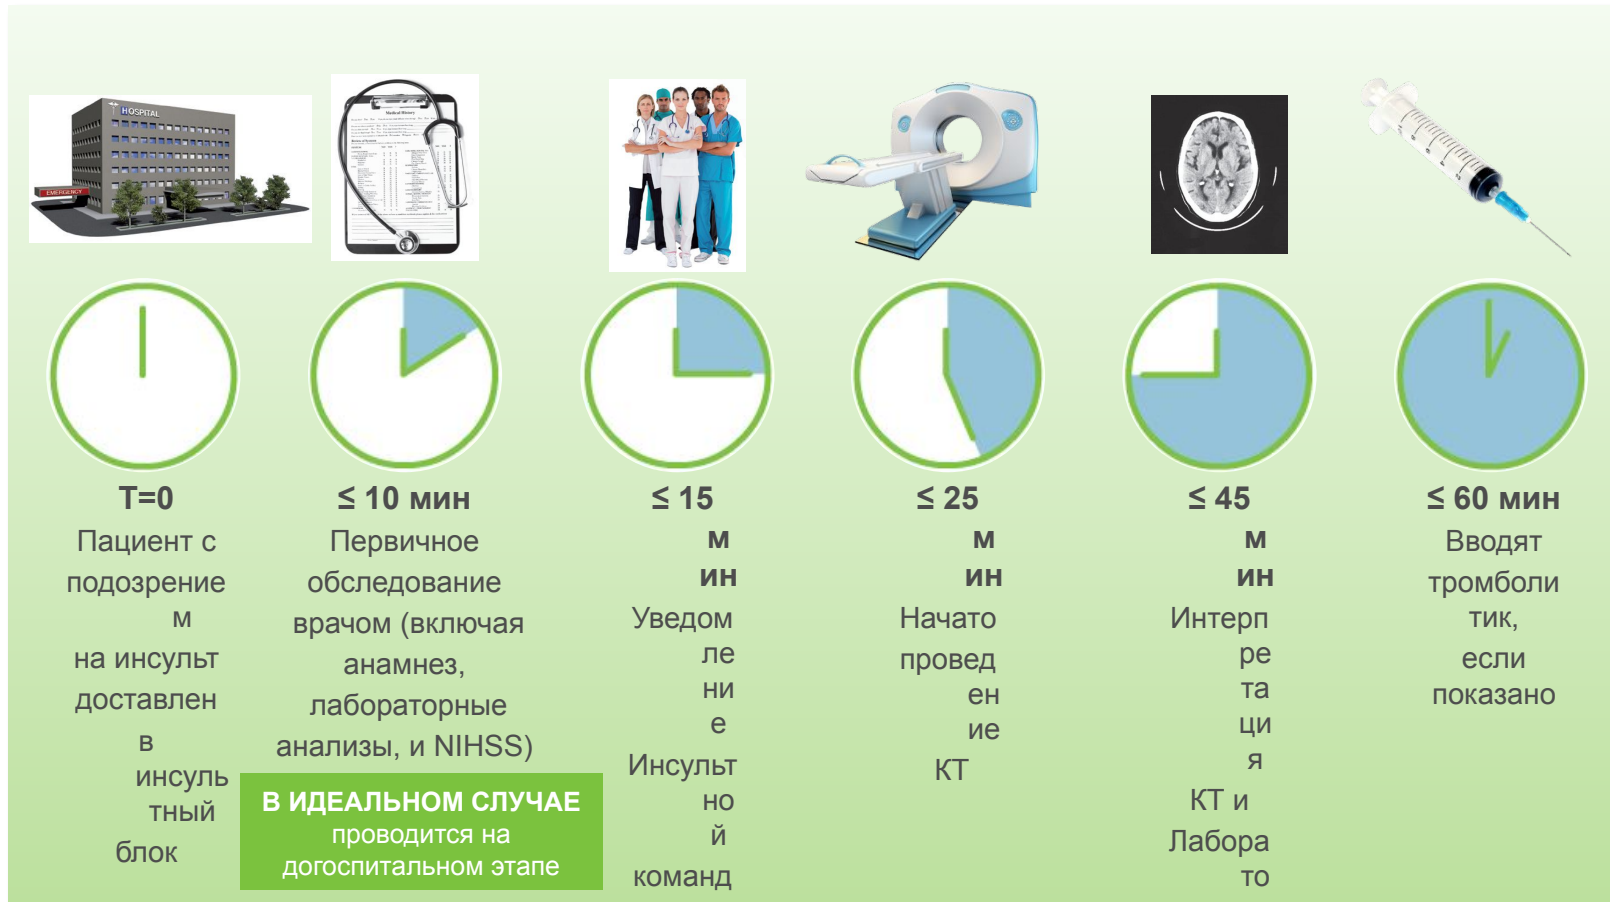 HOSPITAL
EMERGENCY
Medical History
T=0
Пациент с
подозрение
м
на инсульт
доставлен
в
инсуль
тный
блок
≤ 10 мин
Первичное
обследование
врачом (включая
анамнез,
лабораторные
анализы, и NIHSS)
В ИДЕАЛЬНОМ СЛУЧАЕ
проводится на
догоспитальном этапе
≤ 15
м
ин
Уведом
ле
ни
е
Инсульт
но
й
команд
≤ 25
м
ин
Начато
провед
ен
ие
КТ
≤ 45
м
ин
Интерп
ре
та
ци
я
КТ и
Лабора
то
≤ 60 мин
Вводят
тромболи
тик,
если
показано